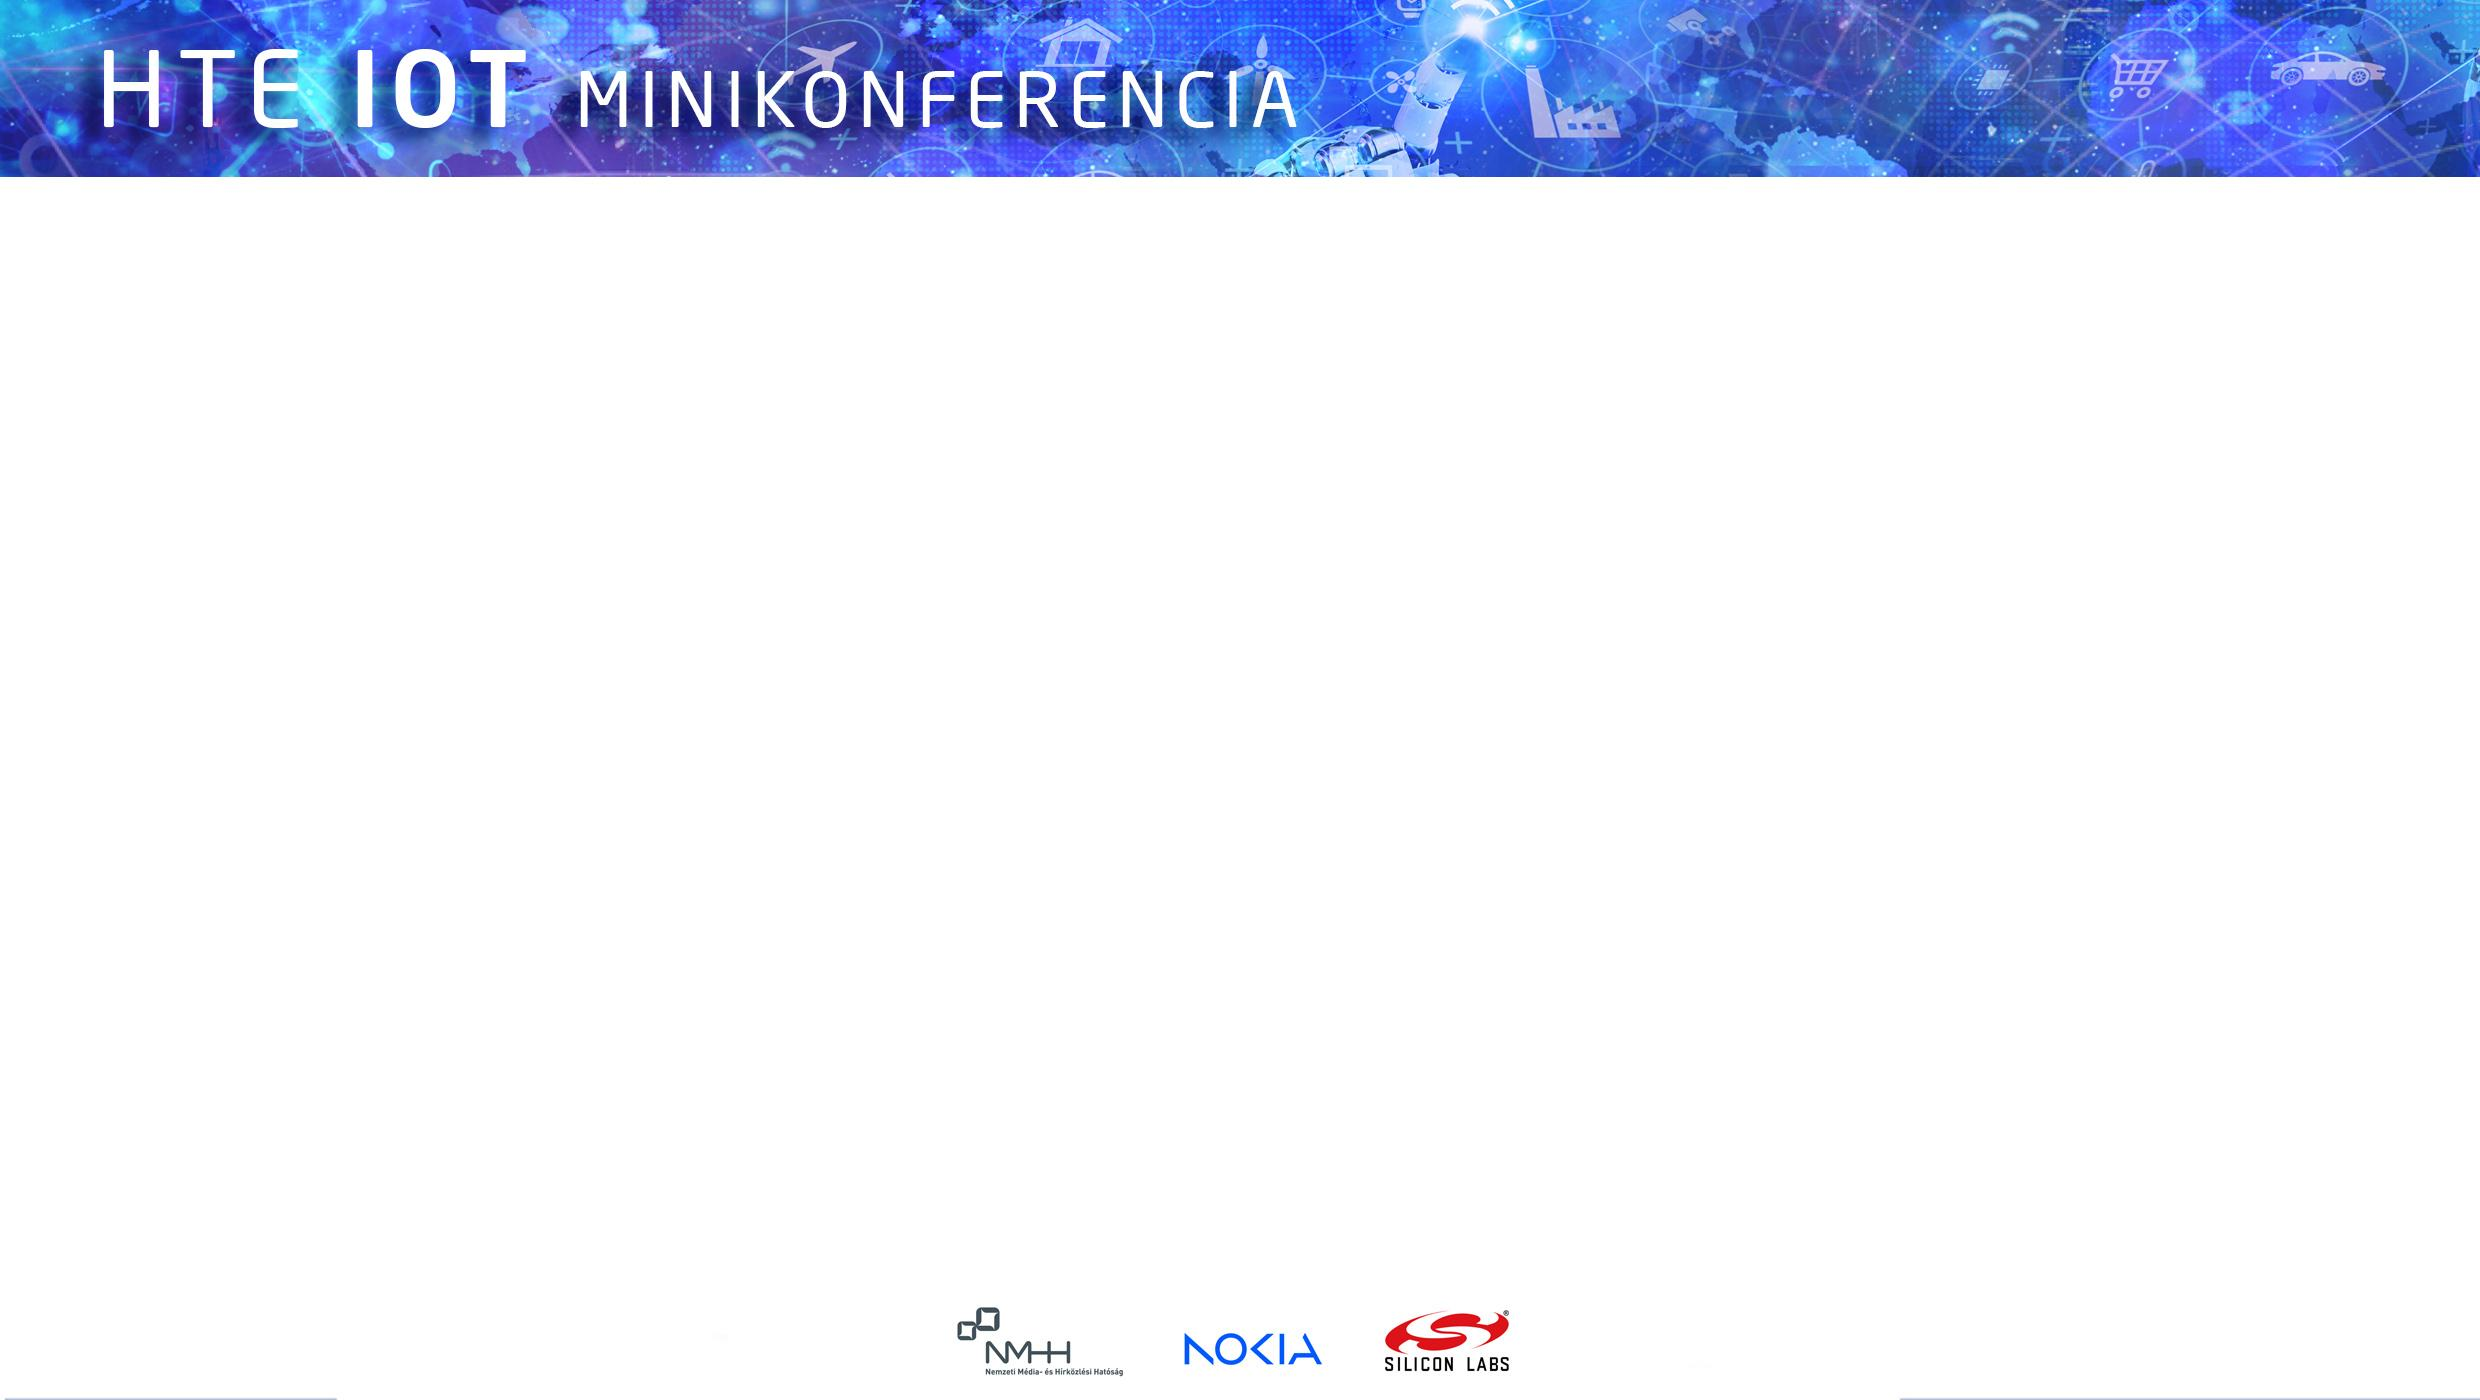 HTE IOT MINIKONFERENCIA
NMHH
Nemzeti Média- és Hírközlési Hatóság
NOKIA
®
SILICON LABS